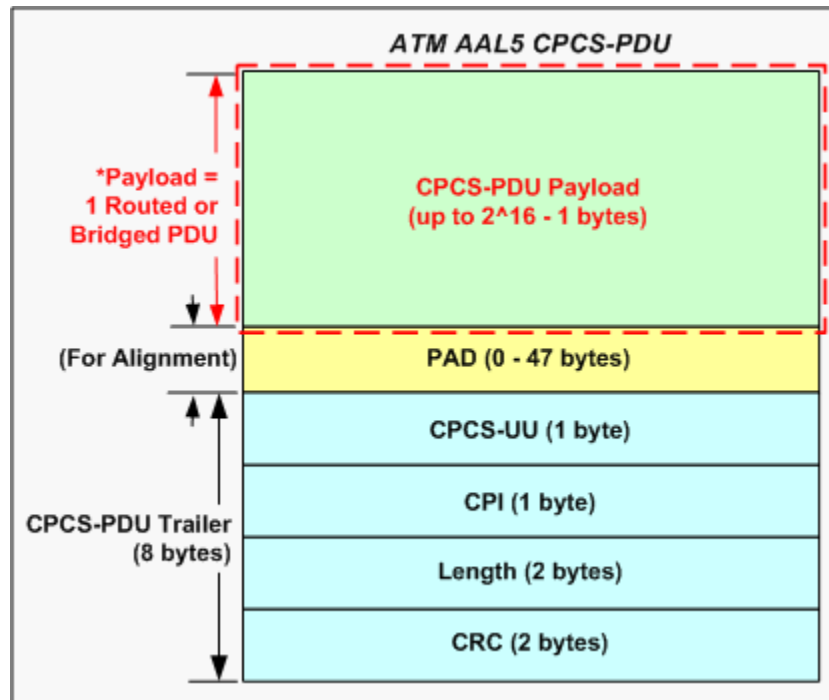 ATM AAL5 CPCS-PDU
*Payload =
1 Routed or
Bridged PDU
CPCS-PDU Payload
(up to 2^16 - 1 bytes)
(For Alignment)
PAD (0 - 47 bytes)
CPCS-PDU Trailer
(8 bytes)
CPCS-UU (1 byte)
CPI (1 byte)
Length (2 bytes)
CRC (2 bytes)